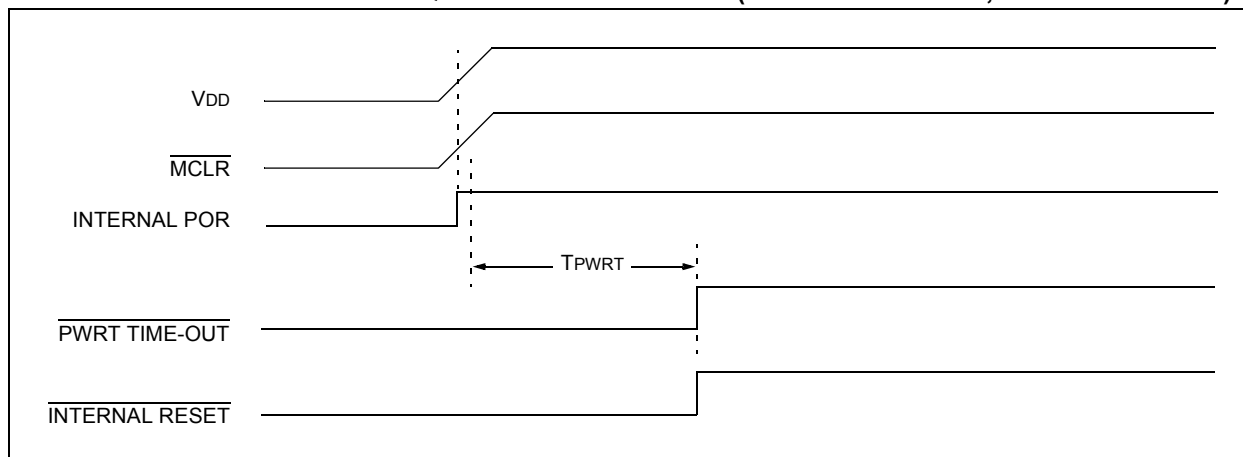 VDD
MCLR
INTERNAL POR
TPWRT
PWRT TIME-OUT
INTERNAL RESET